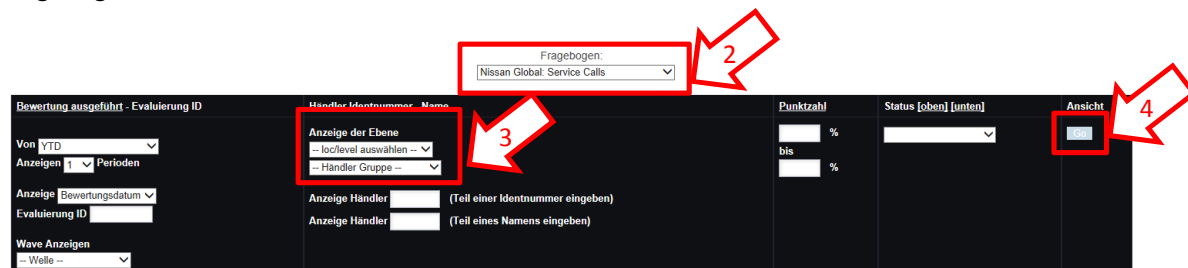 Fragebogen:
Nissan Global: Service Calls
2
Bewertung ausgeführt - Evaluierung ID
Händler Identnummer - Name
Punktzahl
Status [oben] [unten]
Ansicht
Von YTD
Anzeigen 1 Perioden
Anzeige Bewertungsdatum
Evaluierung ID
Wave Anzeigen
-- Welle --
Anzeige der Ebene
-- loc/level auswählen --
-- Händler Gruppe --
3
Anzeige Händler (Teil einer Identnummer eingeben)
Anzeige Händler (Teil eines Namens eingeben)
%
bis
%
Go
4